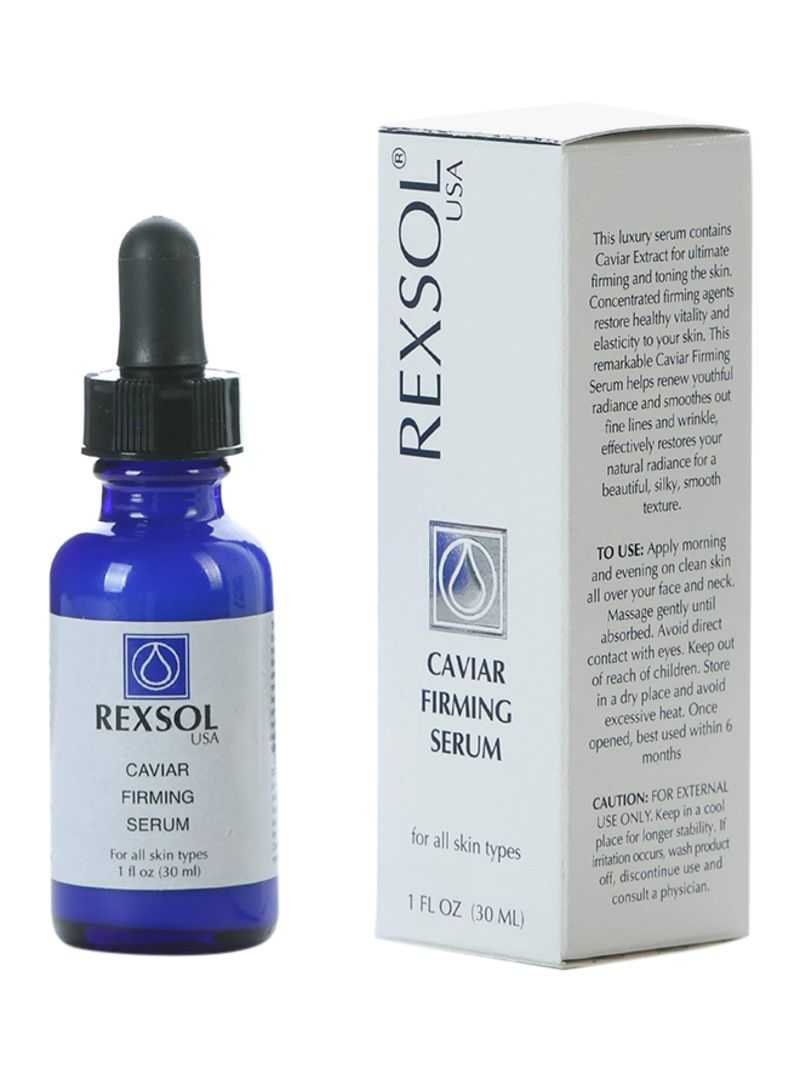 REXSOL
USA
CAVIAR
FIRMING
SERUM
For all skin types
1 fl oz (30 ml)
REXSOL®
USA
CAVIAR
FIRMING
SERUM
for all skin types
1 FL OZ (30 ML)
This luxury serum contains
Caviar Extract for ultimate
firming and toning the skin.
Concentrated firming agents
restore healthy vitality and
elasticity to your skin. This
remarkable Caviar Firming
Serum helps renew youthful
radiance and smoothes out
fine lines and wrinkle,
effectively restores your
natural radiance for a
beautiful, silky, smooth
texture.
TO USE: Apply morning
and evening on clean skin
all over your face and neck.
Massage gently until
absorbed. Avoid direct
contact with eyes. Keep out
of reach of children. Store
in a dry place and avoid
excessive heat. Once
opened, best used within 6
months
CAUTION: FOR EXTERNAL
USE ONLY. Keep in a cool
place for longer stability. If
irritation occurs, wash product
off, discontinue use and
consult a physician.